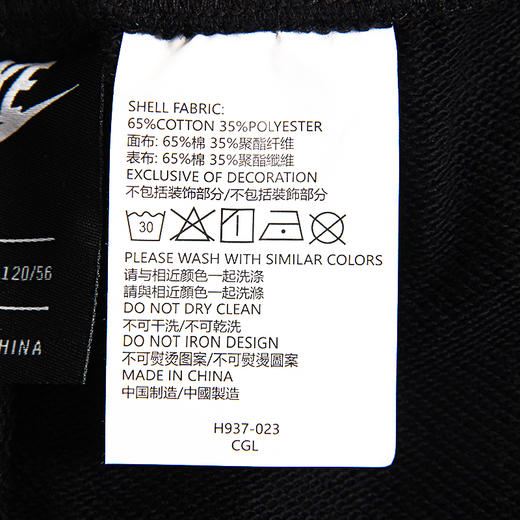 SHELL FABRIC:
65%COTTON 35%POLYESTER
面布: 65%棉 35%聚酯纤维
表布: 65%棉 35%聚酯纖維
EXCLUSIVE OF DECORATION
不包括装饰部分/不包括裝飾部分
30
PLEASE WASH WITH SIMILAR COLORS
请与相近颜色一起洗涤
請與相近顏色一起洗滌
DO NOT DRY CLEAN
不可干洗/不可乾洗
DO NOT IRON DESIGN
不可熨烫图案/不可熨燙圖案
MADE IN CHINA
中国制造/中國製造
H937-023
CGL
120/56
HINA